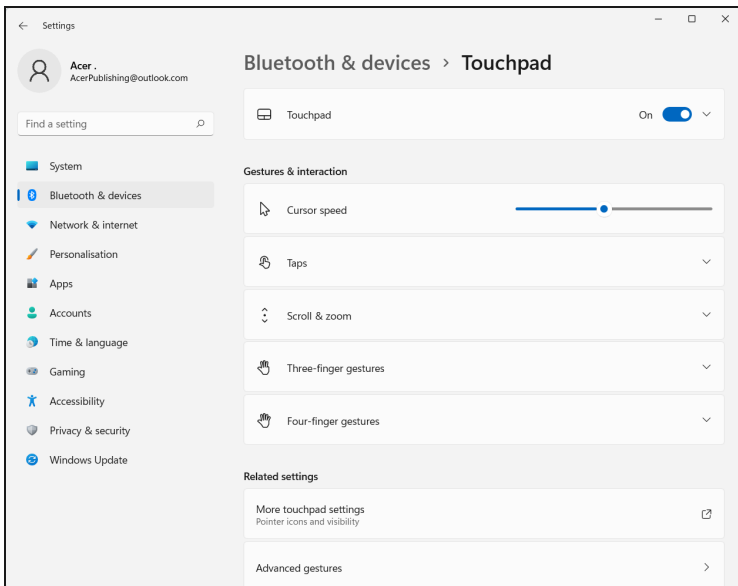 Settings
Acer .
AcerPublishing@outlook.com
Find a setting
System
Bluetooth & devices
Network & internet
Personalisation
Apps
Accounts
Time & language
Gaming
Accessibility
Privacy & security
Windows Update
Bluetooth & devices > Touchpad
Touchpad On
Gestures & interaction
Cursor speed
Taps
Scroll & zoom
Three-finger gestures
Four-finger gestures
Related settings
More touchpad settings
Pointer icons and visibility
Advanced gestures